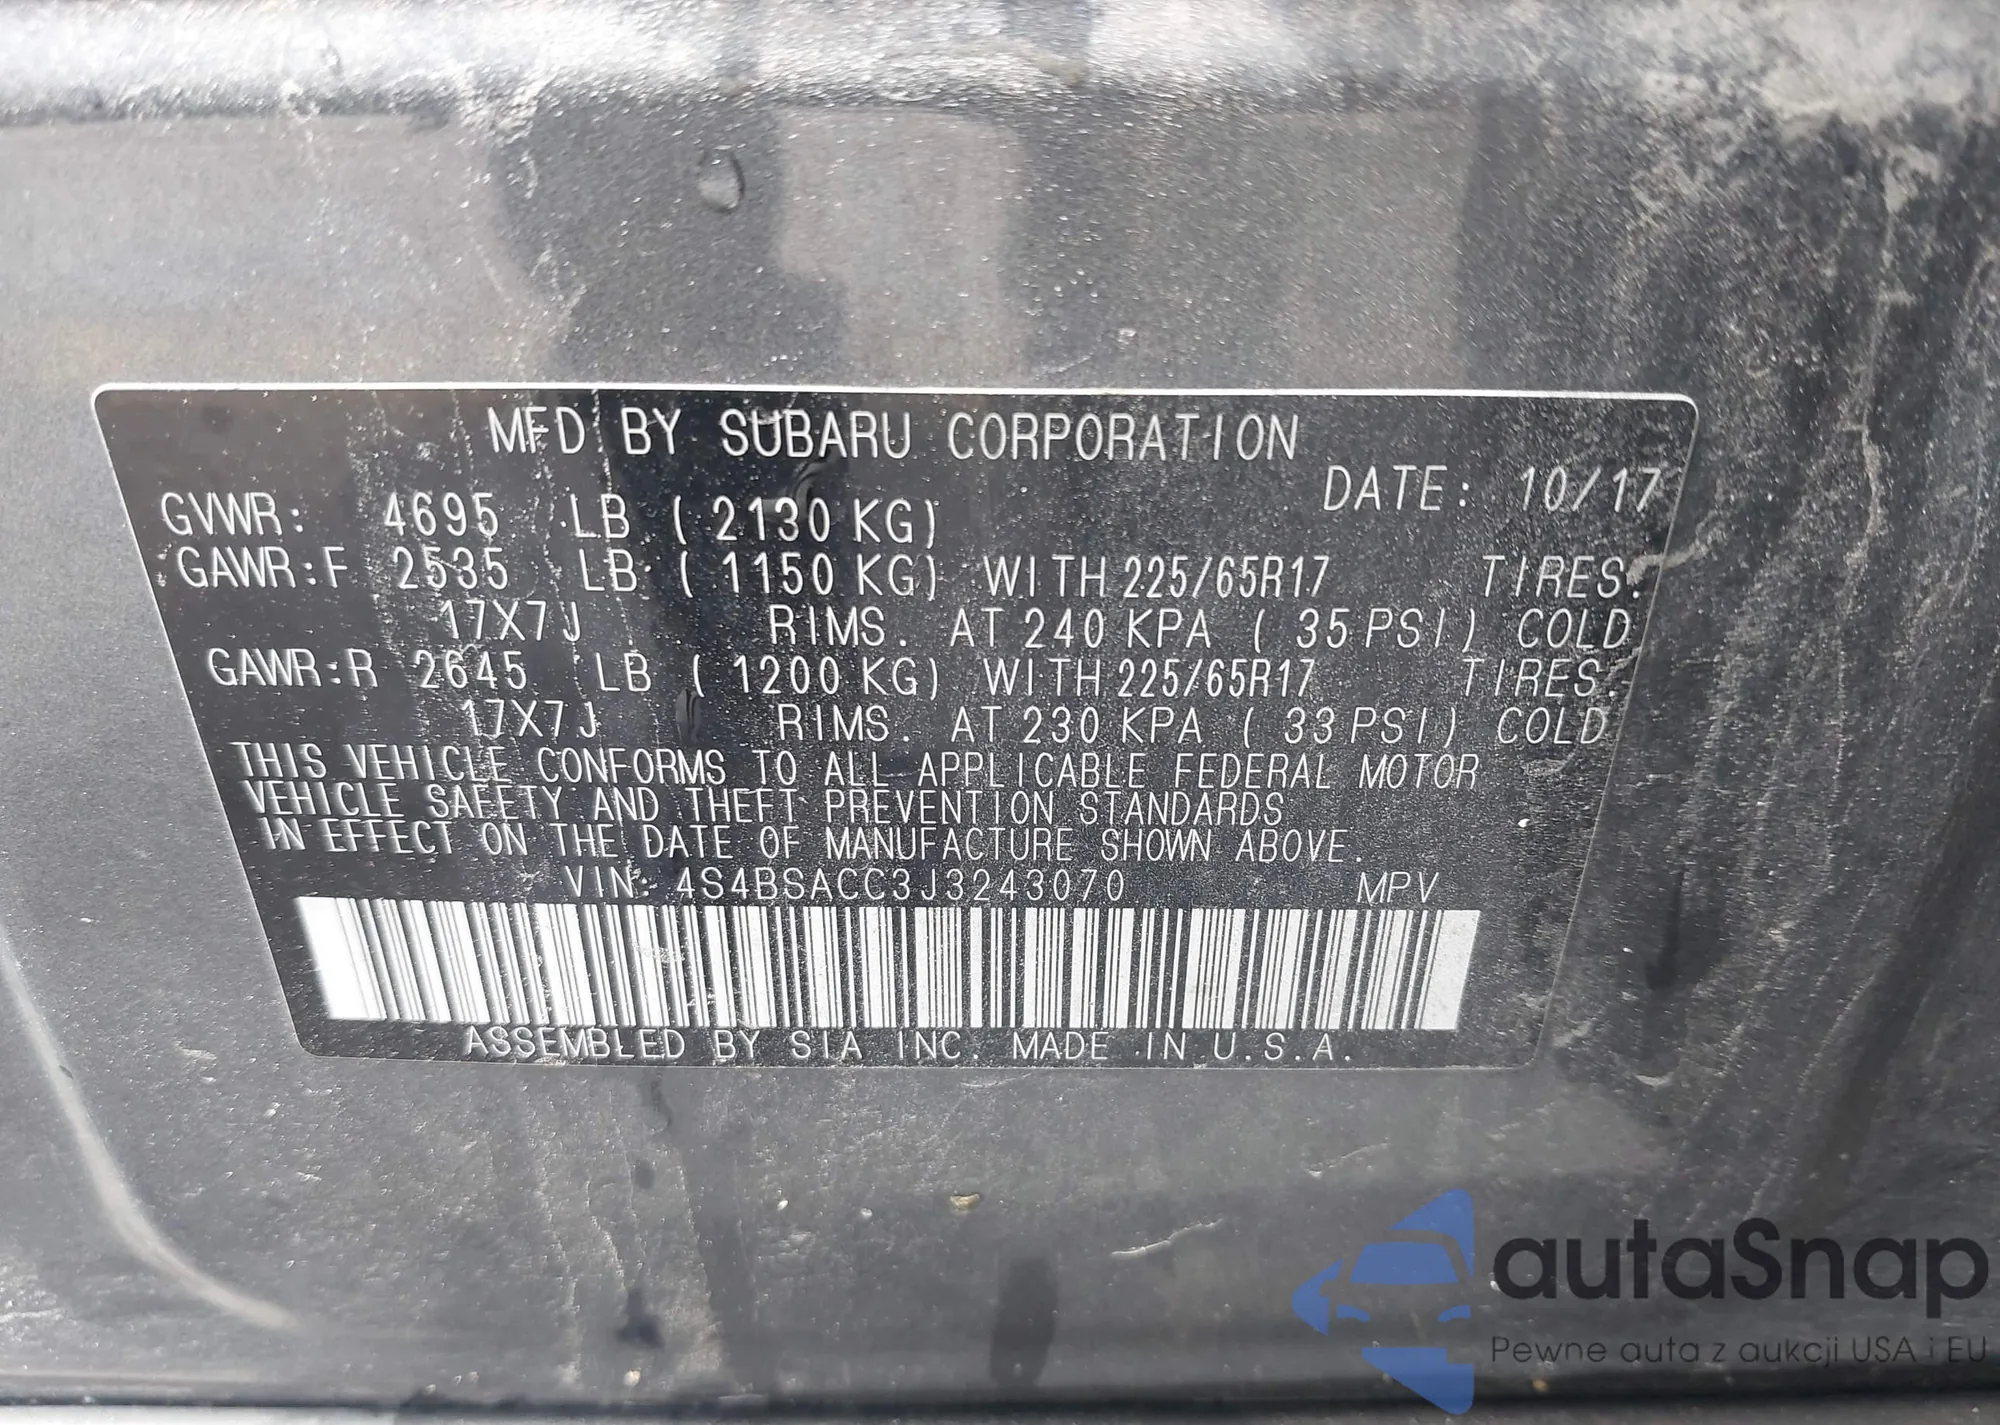 MFD BY SUBARU CORPORATION
DATE: 10/17
GVWR: 4695 LB ( 2130 KG)
GAWR:F 2535 LB ( 1150 KG) WITH 225/65R17 TIRES.
17X7J RIMS. AT 240 KPA ( 35 PSI) COLD
GAWR:R 2645 LB ( 1200 KG) WITH 225/65R17 TIRES.
17X7J RIMS. AT 230 KPA ( 33 PSI) COLD
THIS VEHICLE CONFORMS TO ALL APPLICABLE FEDERAL MOTOR
VEHICLE SAFETY AND THEFT PREVENTION STANDARDS
IN EFFECT ON THE DATE OF MANUFACTURE SHOWN ABOVE.
VIN: 4S4BSACC3J3243070 MPV
ASSEMBLED BY SIA INC. MADE IN U.S.A.
autaSnap
Pewne auta z aukcji USA i EU